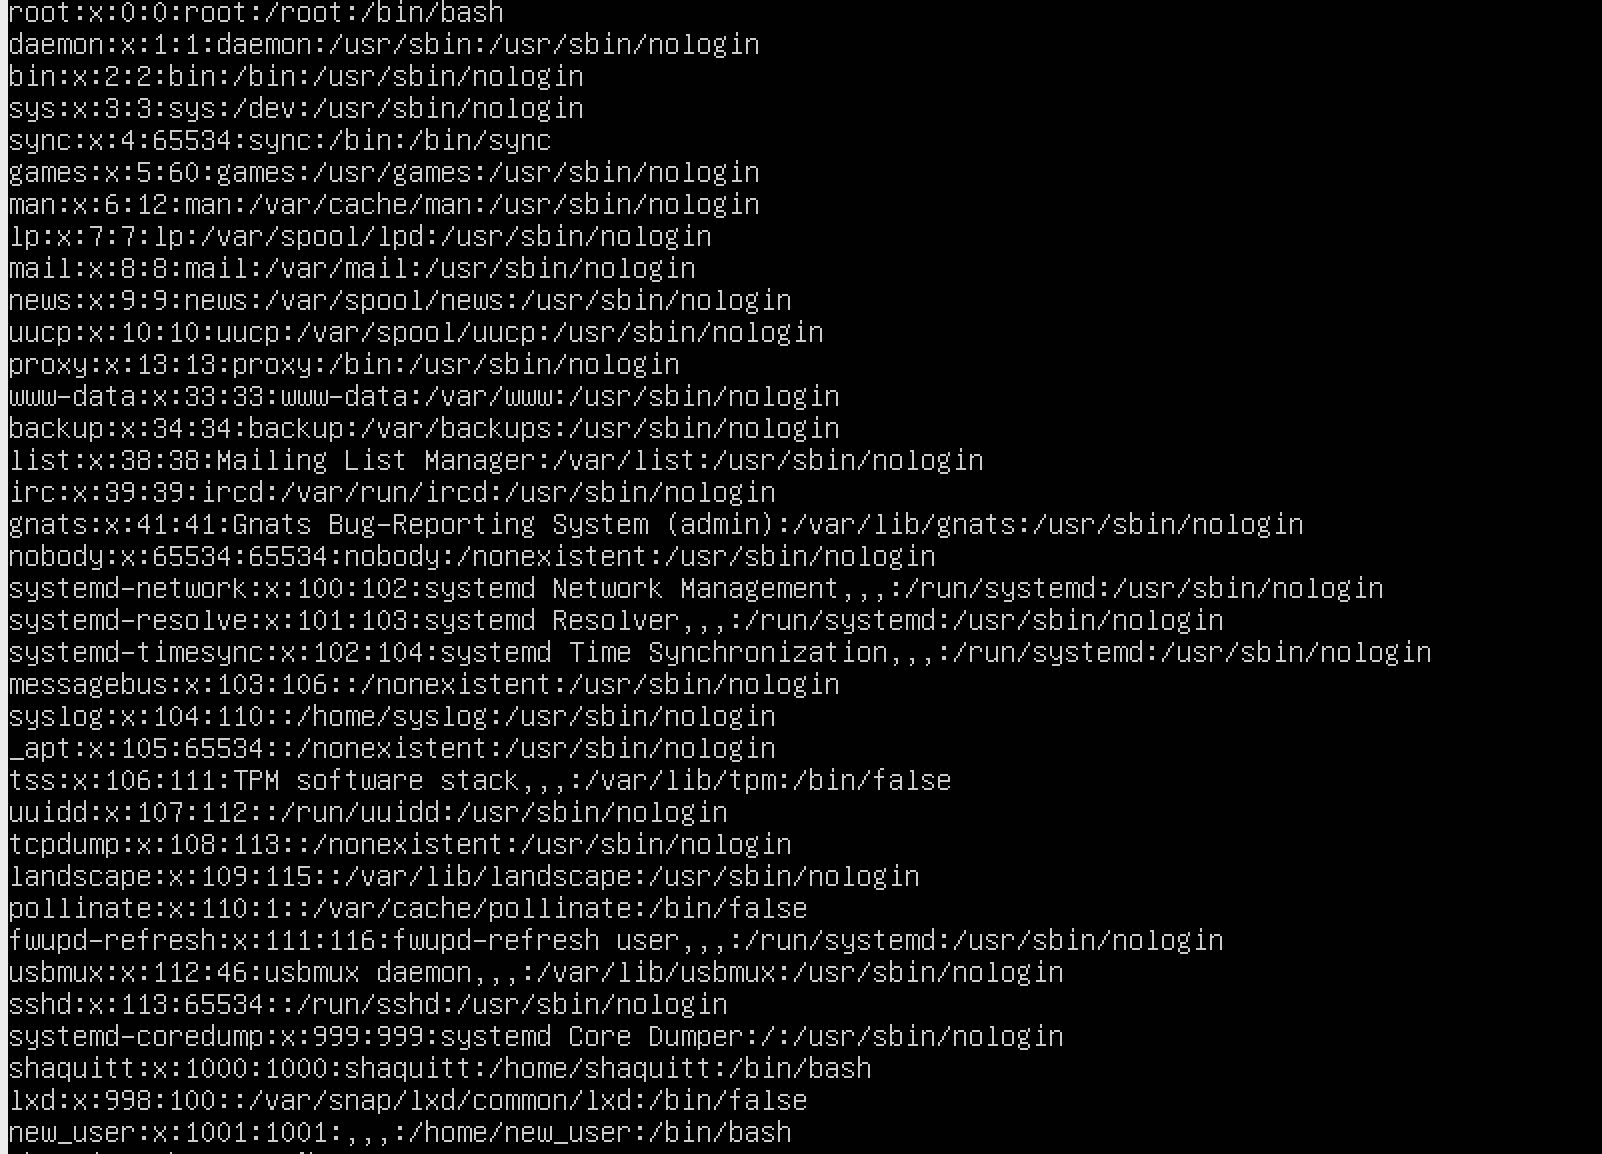 root:x:0:0:root:/root:/bin/bash
daemon:x:1:1:daemon:/usr/sbin:/usr/sbin/nologin
bin:x:2:2:bin:/bin:/usr/sbin/nologin
sys:x:3:3:sys:/dev:/usr/sbin/nologin
sync:x:4:65534:sync:/bin:/bin/sync
games:x:5:60:games:/usr/games:/usr/sbin/nologin
man:x:6:12:man:/var/cache/man:/usr/sbin/nologin
lp:x:7:7:lp:/var/spool/lpd:/usr/sbin/nologin
mail:x:8:8:mail:/var/mail:/usr/sbin/nologin
news:x:9:9:news:/var/spool/news:/usr/sbin/nologin
uucp:x:10:10:uucp:/var/spool/uucp:/usr/sbin/nologin
proxy:x:13:13:proxy:/bin:/usr/sbin/nologin
www-data:x:33:33:www-data:/var/www:/usr/sbin/nologin
backup:x:34:34:backup:/var/backups:/usr/sbin/nologin
list:x:38:38:Mailing List Manager:/var/list:/usr/sbin/nologin
irc:x:39:39:ircd:/var/run/ircd:/usr/sbin/nologin
gnats:x:41:41:Gnats Bug-Reporting System (admin):/var/lib/gnats:/usr/sbin/nologin
nobody:x:65534:65534:nobody:/nonexistent:/usr/sbin/nologin
systemd-network:x:100:102:systemd Network Management,,,:/run/systemd:/usr/sbin/nologin
systemd-resolve:x:101:103:systemd Resolver,,,:/run/systemd:/usr/sbin/nologin
systemd-timesync:x:102:104:systemd Time Synchronization,,,:/run/systemd:/usr/sbin/nologin
messagebus:x:103:106::/nonexistent:/usr/sbin/nologin
syslog:x:104:110::/home/syslog:/usr/sbin/nologin
_apt:x:105:65534::/nonexistent:/usr/sbin/nologin
tss:x:106:111:TPM software stack,,,:/var/lib/tpm:/bin/false
uuidd:x:107:112::/run/uuidd:/usr/sbin/nologin
tcpdump:x:108:113::/nonexistent:/usr/sbin/nologin
landscape:x:109:115::/var/lib/landscape:/usr/sbin/nologin
pollinate:x:110:1::/var/cache/pollinate:/bin/false
fwupd-refresh:x:111:116:fwupd-refresh user,,,:/run/systemd:/usr/sbin/nologin
usbmux:x:112:46:usbmux daemon,,,:/var/lib/usbmux:/usr/sbin/nologin
sshd:x:113:65534::/run/sshd:/usr/sbin/nologin
systemd-coredump:x:999:999:systemd Core Dumper:/:/usr/sbin/nologin
shaquitt:x:1000:1000:shaquitt:/home/shaquitt:/bin/bash
lxd:x:998:100::/var/snap/lxd/common/lxd:/bin/false
new_user:x:1001:1001:,,,:/home/new_user:/bin/bash